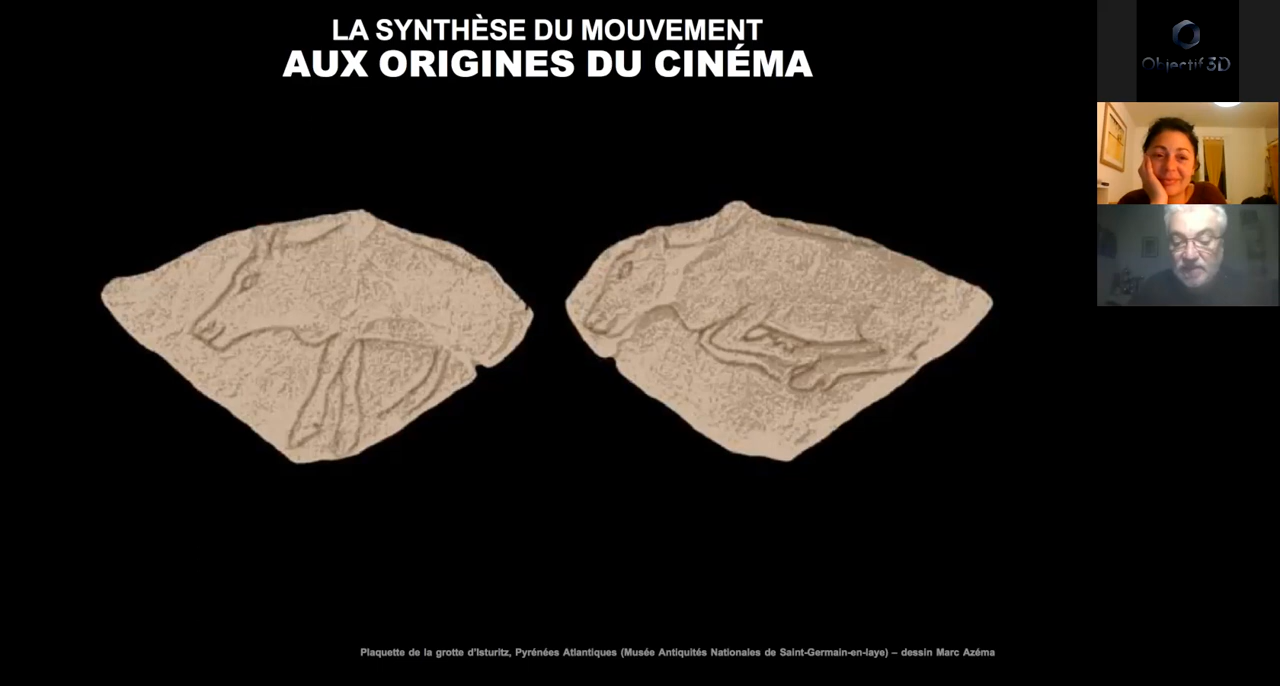 LA SYNTHÈSE DU MOUVEMENT
AUX ORIGINES DU CINÉMA
Objectif 3D
Plaquette de la grotte d'Isturitz, Pyrénées Atlantiques (Musée Antiquités Nationales de Saint-Germain-en-laye) – dessin Marc Azéma